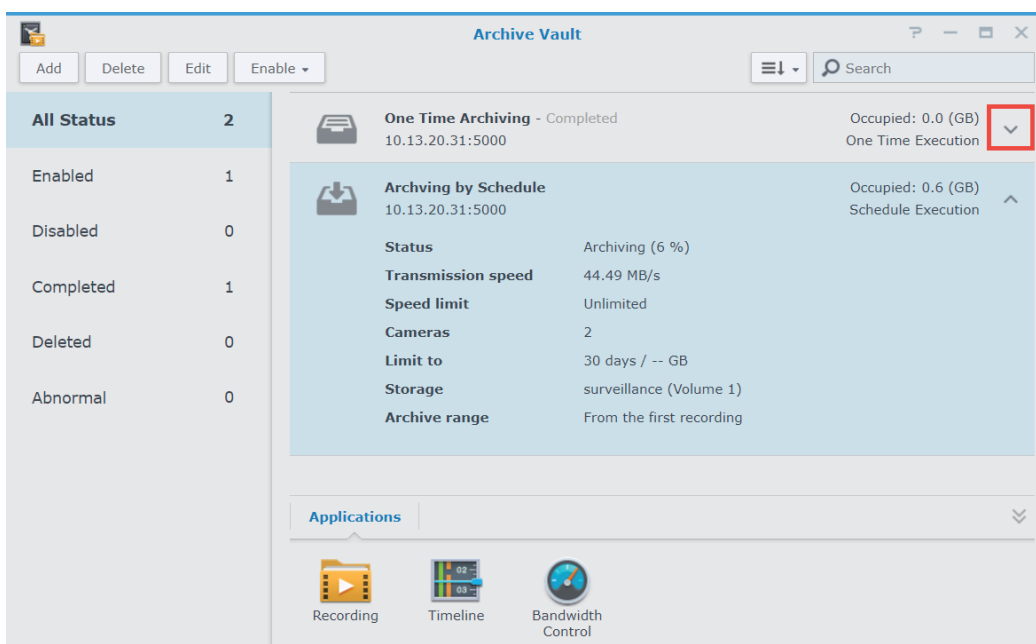 Archive Vault
Add Delete Edit Enable Search
All Status 2
Enabled 1
Disabled 0
Completed 1
Deleted 0
Abnormal 0
One Time Archiving - Completed Occupied: 0.0 (GB)
10.13.20.31:5000 One Time Execution
Archving by Schedule Occupied: 0.6 (GB)
10.13.20.31:5000 Schedule Execution
Status Archiving (6 %)
Transmission speed 44.49 MB/s
Speed limit Unlimited
Cameras 2
Limit to 30 days / -- GB
Storage surveillance (Volume 1)
Archive range From the first recording
Applications
02
03
Recording Timeline Bandwidth
Control